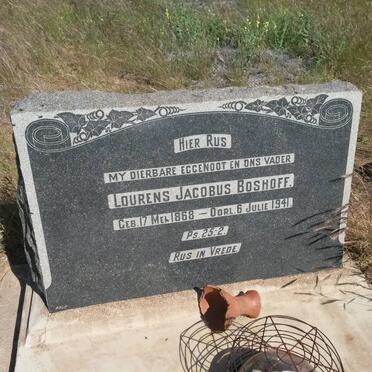 HIER RUS
MY DIERBARE EGGENOOT EN ONS VADER
LOURENS JACOBUS BOSHOFF.
GEB. 17 MEI 1868 — OORL. 6 JULIE 1941.
PS. 25:2.
RUS IN VREDE.